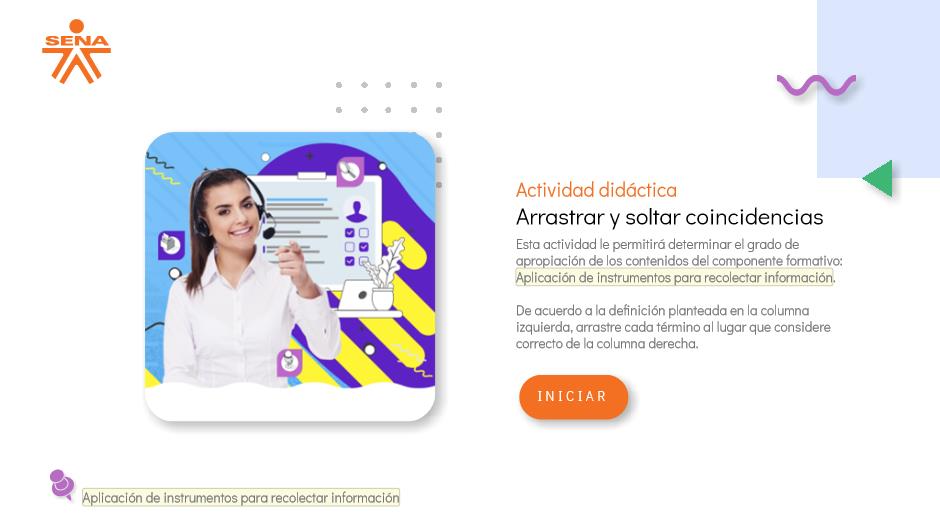 SENA
Actividad didáctica
Arrastrar y soltar coincidencias
Esta actividad le permitirá determinar el grado de
apropiación de los contenidos del componente formativo:
Aplicación de instrumentos para recolectar información.
De acuerdo a la definición planteada en la columna
izquierda, arrastre cada término al lugar que considere
correcto de la columna derecha.
INICIAR
Aplicación de instrumentos para recolectar información